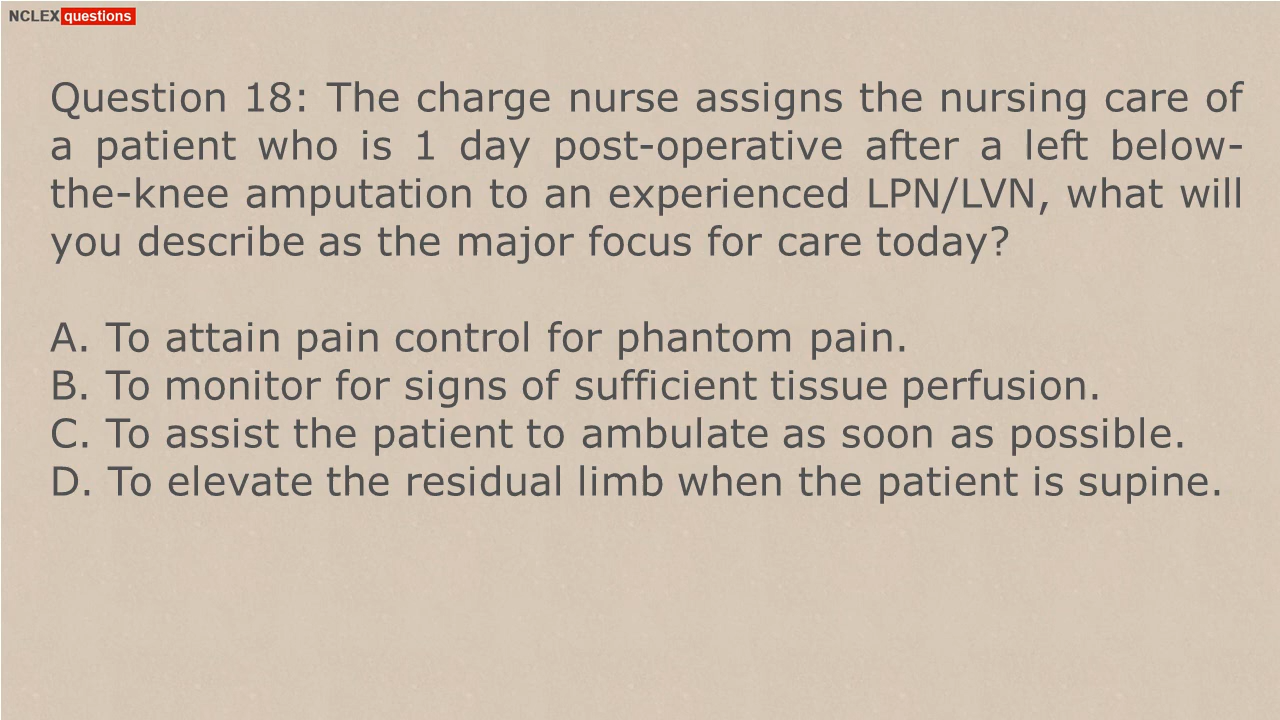 NCLEX questions
Question 18: The charge nurse assigns the nursing care of
a patient who is 1 day post-operative after a left below-
the-knee amputation to an experienced LPN/LVN, what will
you describe as the major focus for care today?
A. To attain pain control for phantom pain.
B. To monitor for signs of sufficient tissue perfusion.
C. To assist the patient to ambulate as soon as possible.
D. To elevate the residual limb when the patient is supine.